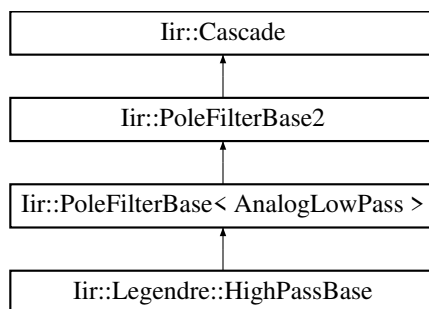 Iir::Cascade
Iir::PoleFilterBase2
Iir::PoleFilterBase< AnalogLowPass >
Iir::Legendre::HighPassBase